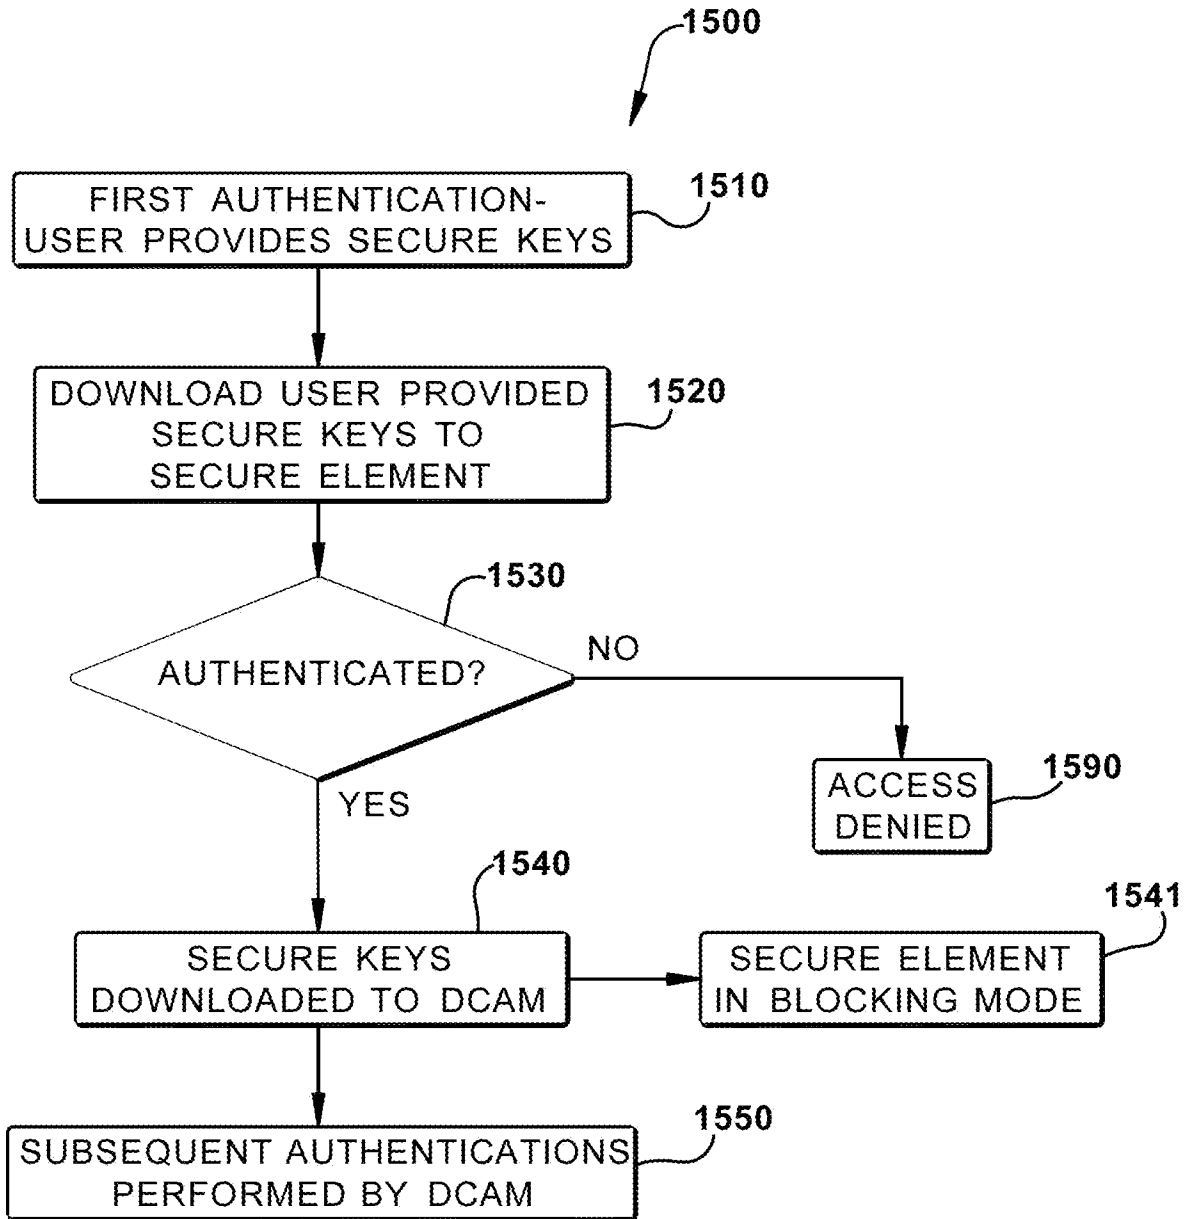 1500
FIRST AUTHENTICATION-
USER PROVIDES SECURE KEYS
1510
DOWNLOAD USER PROVIDED
SECURE KEYS TO
SECURE ELEMENT
1520
1530
AUTHENTICATED?
NO
YES
ACCESS
DENIED
1590
1540
SECURE KEYS
DOWNLOADED TO DCAM
1541
SECURE ELEMENT
IN BLOCKING MODE
1550
SUBSEQUENT AUTHENTICATIONS
PERFORMED BY DCAM